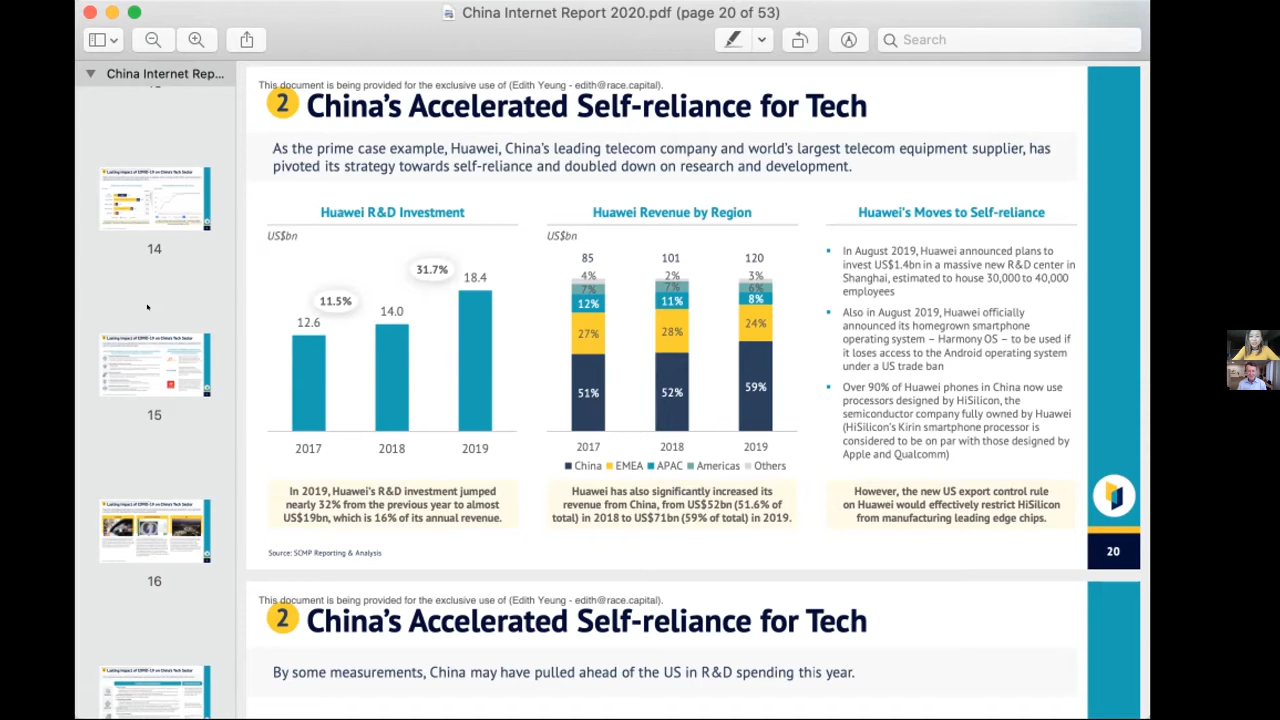 China Internet Report 2020.pdf (page 20 of 53)
Search
China Internet Rep...
14
15
16
This document is being provided for the exclusive use of (Edith Yeung - edith@race.capital).
2 China's Accelerated Self-reliance for Tech
As the prime case example, Huawei, China's leading telecom company and world's largest telecom equipment supplier, has
pivoted its strategy towards self-reliance and doubled down on research and development.
Huawei R&D Investment
US$bn
11.5%
31.7%
12.6
14.0
18.4
2017
2018
2019
In 2019, Huawei's R&D investment jumped
nearly 32% from the previous year to almost
US$19bn, which is 16% of its annual revenue.
Huawei Revenue by Region
US$bn
85 101 120
4% 2% 3%
7% 7% 6%
12% 11% 8%
27% 28% 24%
51% 52% 59%
2017 2018 2019
China EMEA APAC Americas Others
Huawei has also significantly increased its
revenue from China, from US$52bn (51.6% of
total) in 2018 to US$71bn (59% of total) in 2019.
Huawei's Moves to Self-reliance
In August 2019, Huawei announced plans to
invest US$1.4bn in a massive new R&D center in
Shanghai, estimated to house 30,000 to 40,000
employees
Also in August 2019, Huawei officially
announced its homegrown smartphone
operating system – Harmony OS – to be used if
it loses access to the Android operating system
under a US trade ban
Over 90% of Huawei phones in China now use
processors designed by HiSilicon, the
semiconductor company fully owned by Huawei
(HiSilicon's Kirin smartphone processor is
considered to be on par with those designed by
Apple and Qualcomm)
However, the new US export control rule
on Huawei would effectively restrict HiSilicon
from manufacturing leading edge chips.
Source: SCMP Reporting & Analysis
20
This document is being provided for the exclusive use of (Edith Yeung - edith@race.capital).
2 China's Accelerated Self-reliance for Tech
By some measurements, China may have pulled ahead of the US in R&D spending this year.